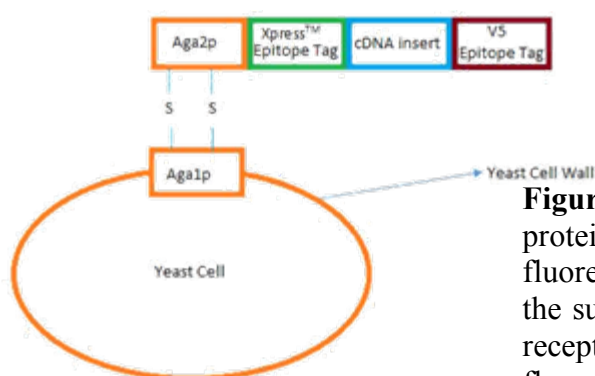 Aga2p
Xpress™
Epitope Tag
cDNA insert
V5
Epitope Tag
S S
Aga1p
Yeast Cell Wall
Yeast Cell
Figur
protei
fluore
the su
recept